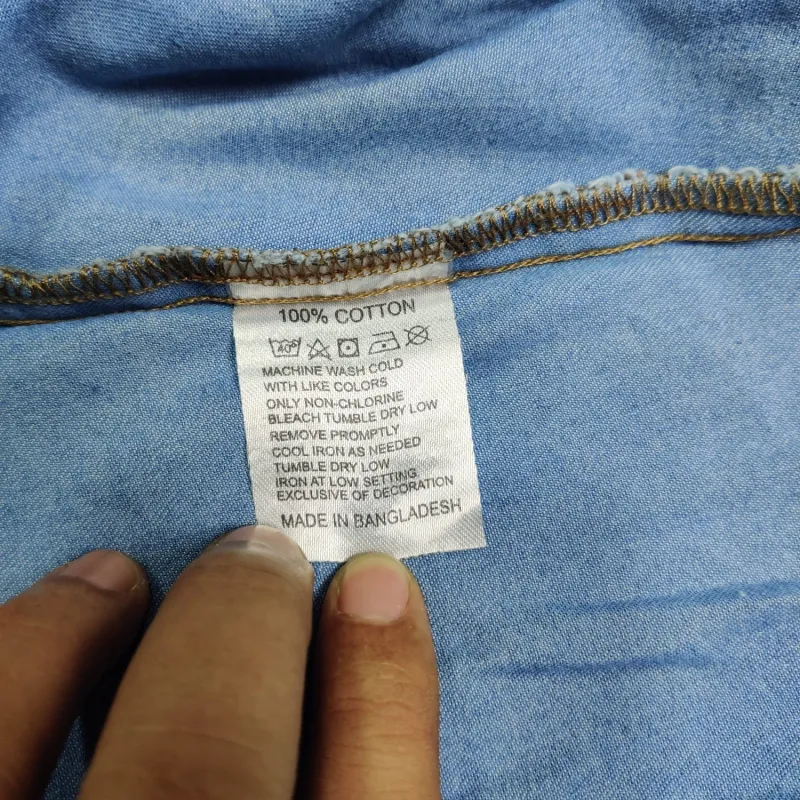 100% COTTON
40°
MACHINE WASH COLD
WITH LIKE COLORS
ONLY NON-CHLORINE
BLEACH TUMBLE DRY LOW
REMOVE PROMPTLY
COOL IRON AS NEEDED
TUMBLE DRY LOW
IRON AT LOW SETTING
EXCLUSIVE OF DECORATION
MADE IN BANGLADESH